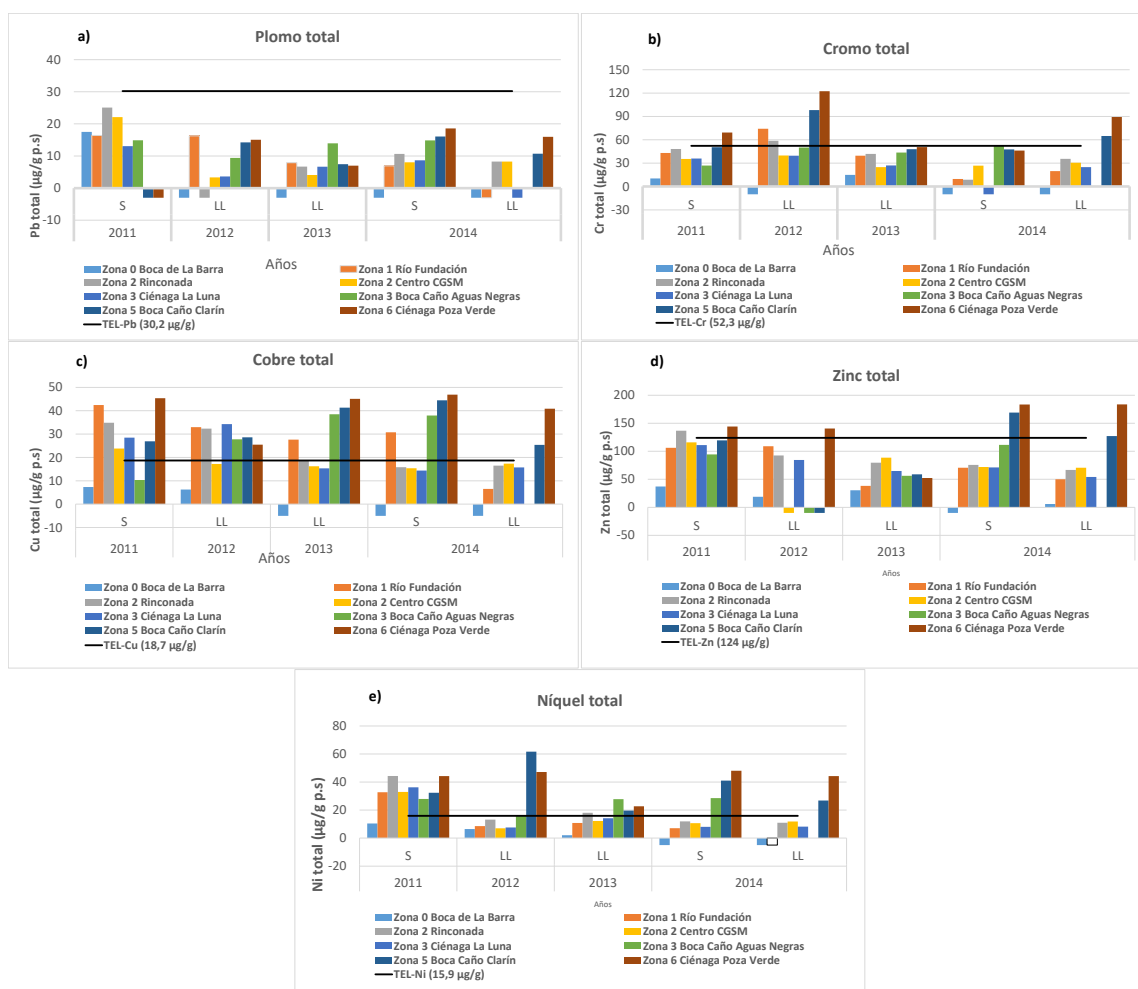 a)
Plomo total
Pb total (µg/g p.s)
40
30
20
10
0
-10
S LL LL S LL
2011 2012 2013 2014
Años
Zona 0 Boca de La Barra Zona 1 Río Fundación
Zona 2 Rinconada Zona 2 Centro CGSM
Zona 3 Ciénaga La Luna Zona 3 Boca Caño Aguas Negras
Zona 5 Boca Caño Clarín Zona 6 Ciénaga Poza Verde
TEL-Pb (30,2 µg/g)
b)
Cromo total
Cr total (µg/g p.s)
150
120
90
60
30
0
-30
S LL LL S LL
2011 2012 2013 2014
Años
Zona 0 Boca de La Barra Zona 1 Río Fundación
Zona 2 Rinconada Zona 2 Centro CGSM
Zona 3 Ciénaga La Luna Zona 3 Boca Caño Aguas Negras
Zona 5 Boca Caño Clarín Zona 6 Ciénaga Poza Verde
TEL-Cr (52,3 µg/g)
c)
Cobre total
Cu total (µg/g p.s)
50
40
30
20
10
0
-10
S LL LL S LL
2011 2012 2013 2014
Años
Zona 0 Boca de La Barra Zona 1 Río Fundación
Zona 2 Rinconada Zona 2 Centro CGSM
Zona 3 Ciénaga La Luna Zona 3 Boca Caño Aguas Negras
Zona 5 Boca Caño Clarín Zona 6 Ciénaga Poza Verde
TEL-Cu (18,7 µg/g)
d)
Zinc total
Zn total (µg/g p.s)
200
150
100
50
0
-50
S LL LL S LL
2011 2012 2013 2014
Años
Zona 0 Boca de La Barra Zona 1 Río Fundación
Zona 2 Rinconada Zona 2 Centro CGSM
Zona 3 Ciénaga La Luna Zona 3 Boca Caño Aguas Negras
Zona 5 Boca Caño Clarín Zona 6 Ciénaga Poza Verde
TEL-Zn (124 µg/g)
e)
Níquel total
Ni total (µg/g p.s)
80
60
40
20
0
-20
S LL LL S LL
2011 2012 2013 2014
Años
Zona 0 Boca de La Barra Zona 1 Río Fundación
Zona 2 Rinconada Zona 2 Centro CGSM
Zona 3 Ciénaga La Luna Zona 3 Boca Caño Aguas Negras
Zona 5 Boca Caño Clarín Zona 6 Ciénaga Poza Verde
TEL-Ni (15,9 µg/g)